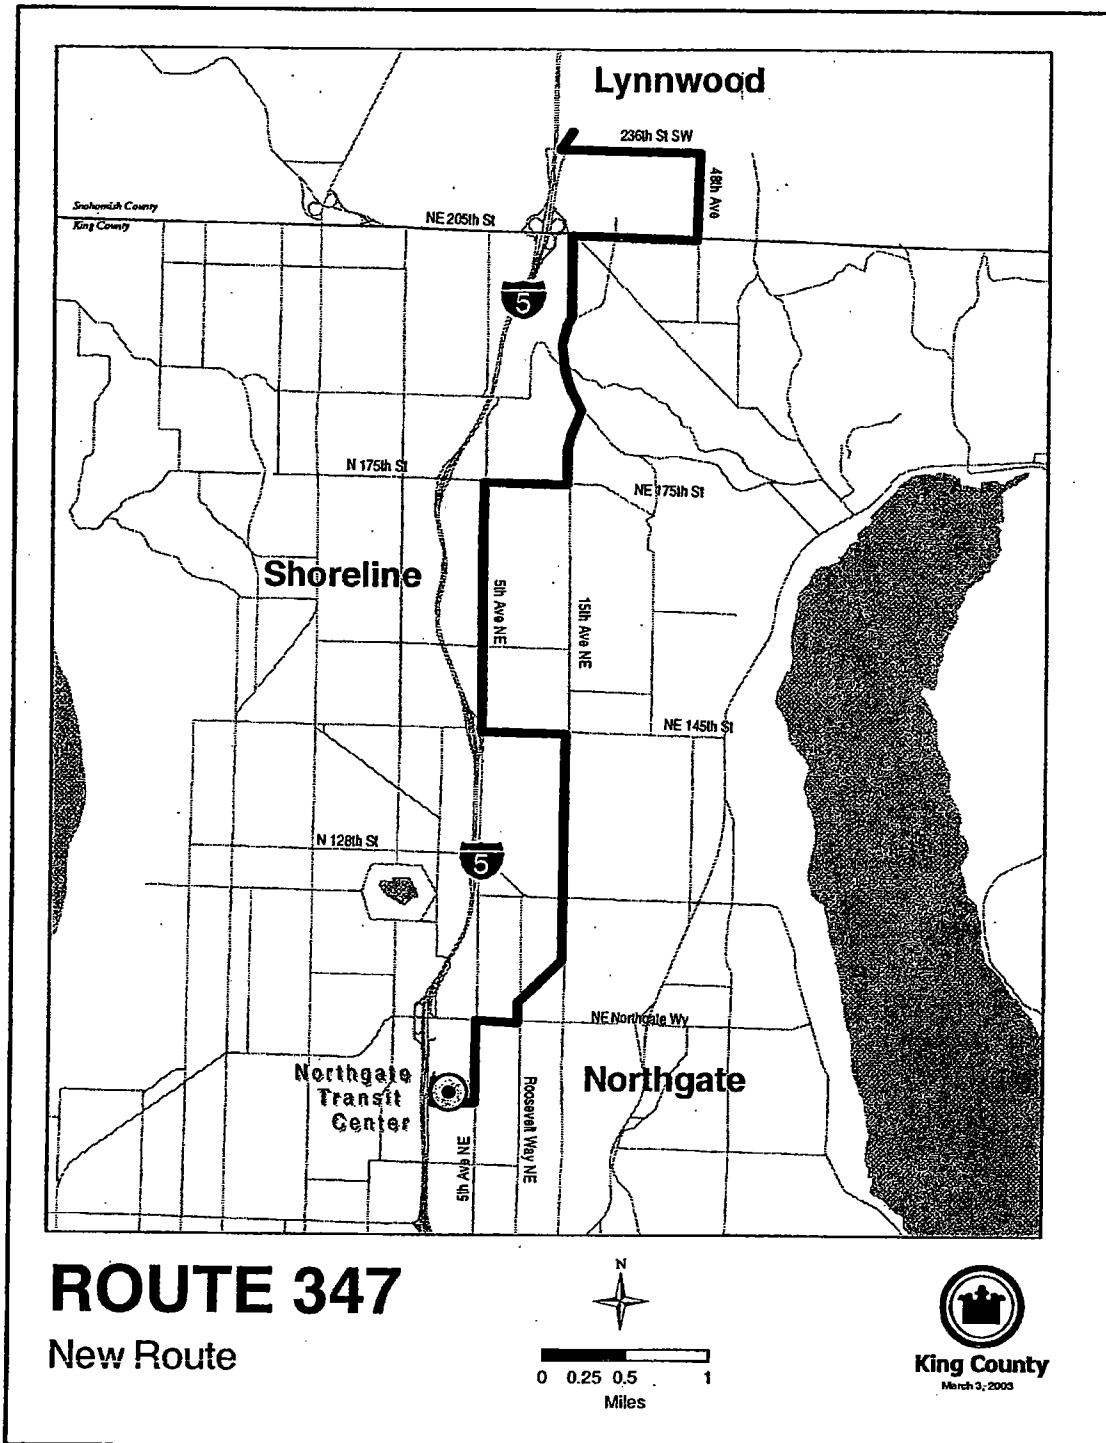 Lynnwood
236th St SW
48th Ave
Snohomish County
King County
NE 205th St
5
N 175th St
NE 175th St
Shoreline
5th Ave NE
15th Ave NE
NE 145th St
N 128th St
5
NE Northgate Wy
Northgate
Transit
Center
Northgate
Roosevelt Way NE
5th Ave NE
ROUTE 347
New Route
N
0 0.25 0.5 1
Miles
King County
March 3, 2003